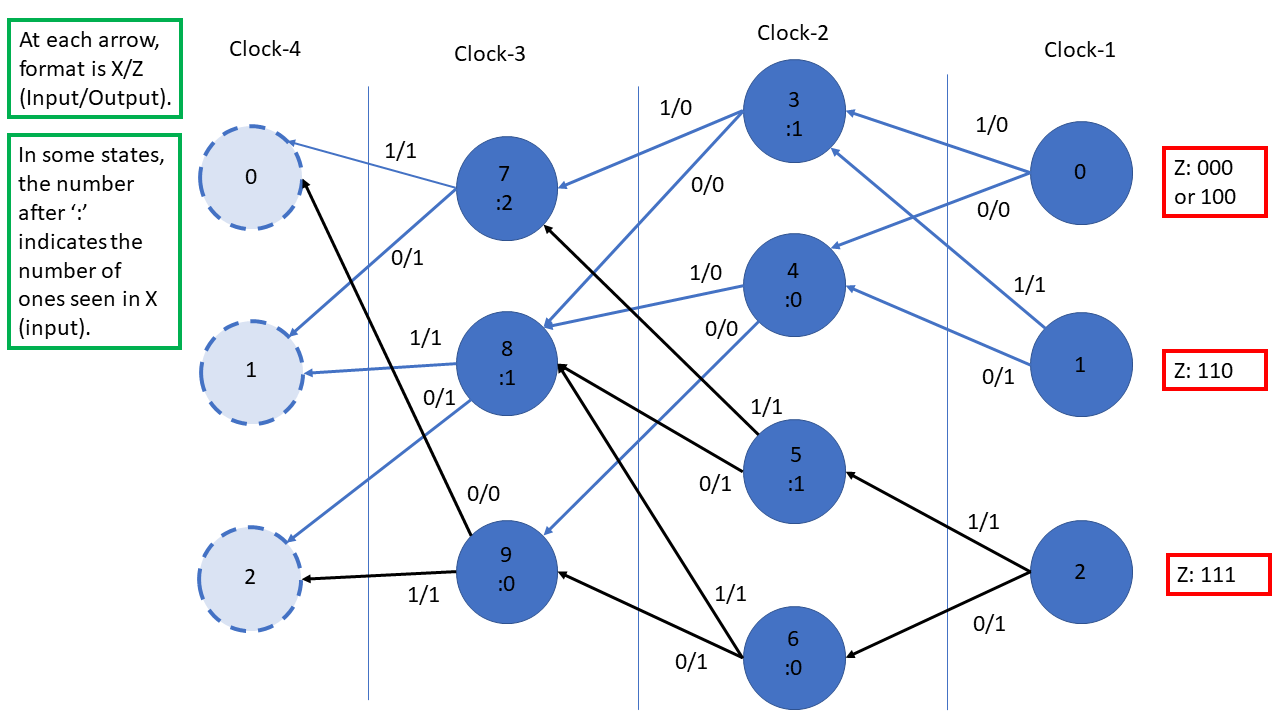 At each arrow,
format is X/Z
(Input/Output).
In some states,
the number
after ‘:’
indicates the
number of
ones seen in X
(input).
Clock-4
Clock-3
Clock-2
Clock-1
0
1
2
1/1
0/1
1/1
0/1
0/0
1/1
7
:2
8
:1
9
:0
1/0
0/0
1/0
0/0
1/1
0/1
1/1
0/1
3
:1
4
:0
5
:1
6
:0
1/0
0/0
1/1
0/1
1/1
0/1
0
1
2
Z: 000
or 100
Z: 110
Z: 111